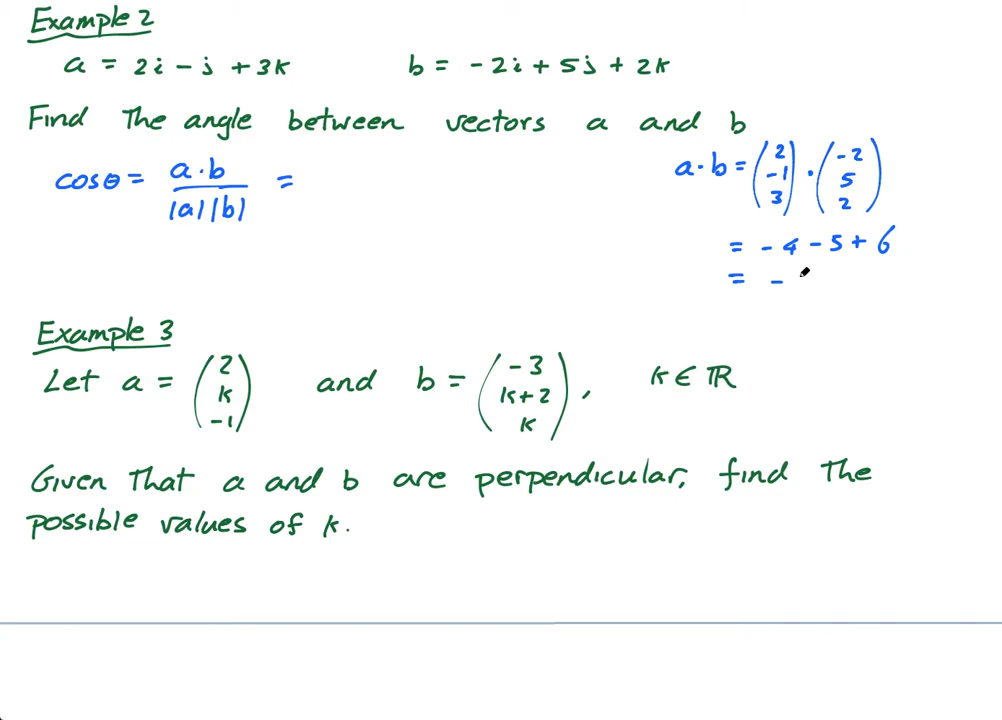 Example 2
a = 2i - j + 3k b = -2i + 5j + 2k
Find The angle between vectors a and b
cosθ = a·b / |a||b| =
a·b = (2 -1 3) · (-2 5 2)
= -4 - 5 + 6
= -
Example 3
Let a = (2 k -1) and b = (-3 k+2 k), k ∈ ℝ
Given That a and b are perpendicular, find the
possible values of k.